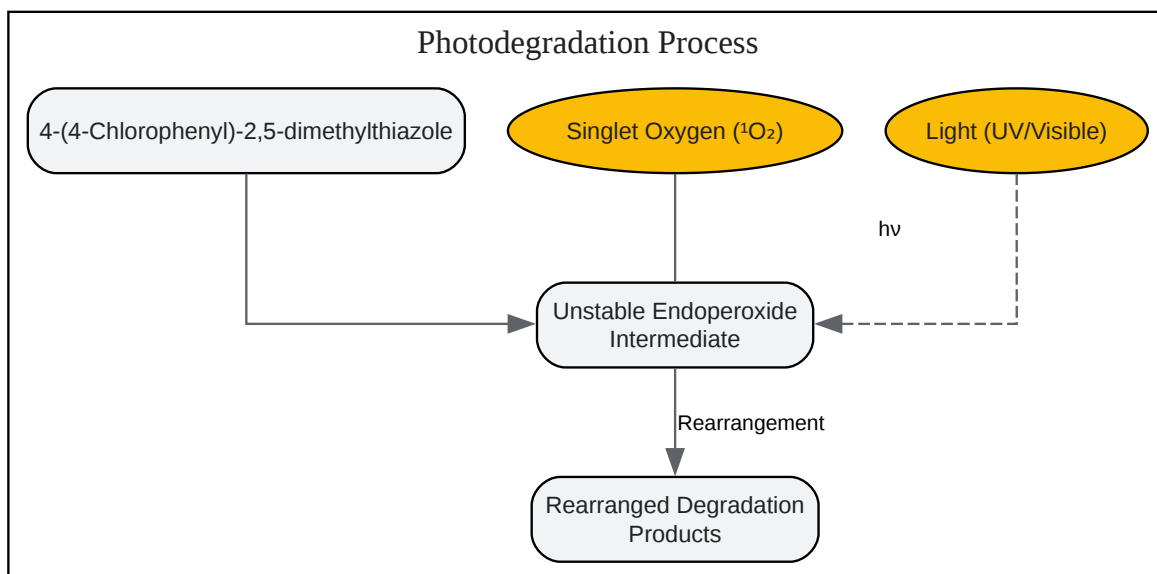 Photodegradation Process
4-(4-Chlorophenyl)-2,5-dimethylthiazole
Singlet Oxygen (¹O₂)
Light (UV/Visible)
hν
Unstable Endoperoxide
Intermediate
Rearrangement
Rearranged Degradation
Products